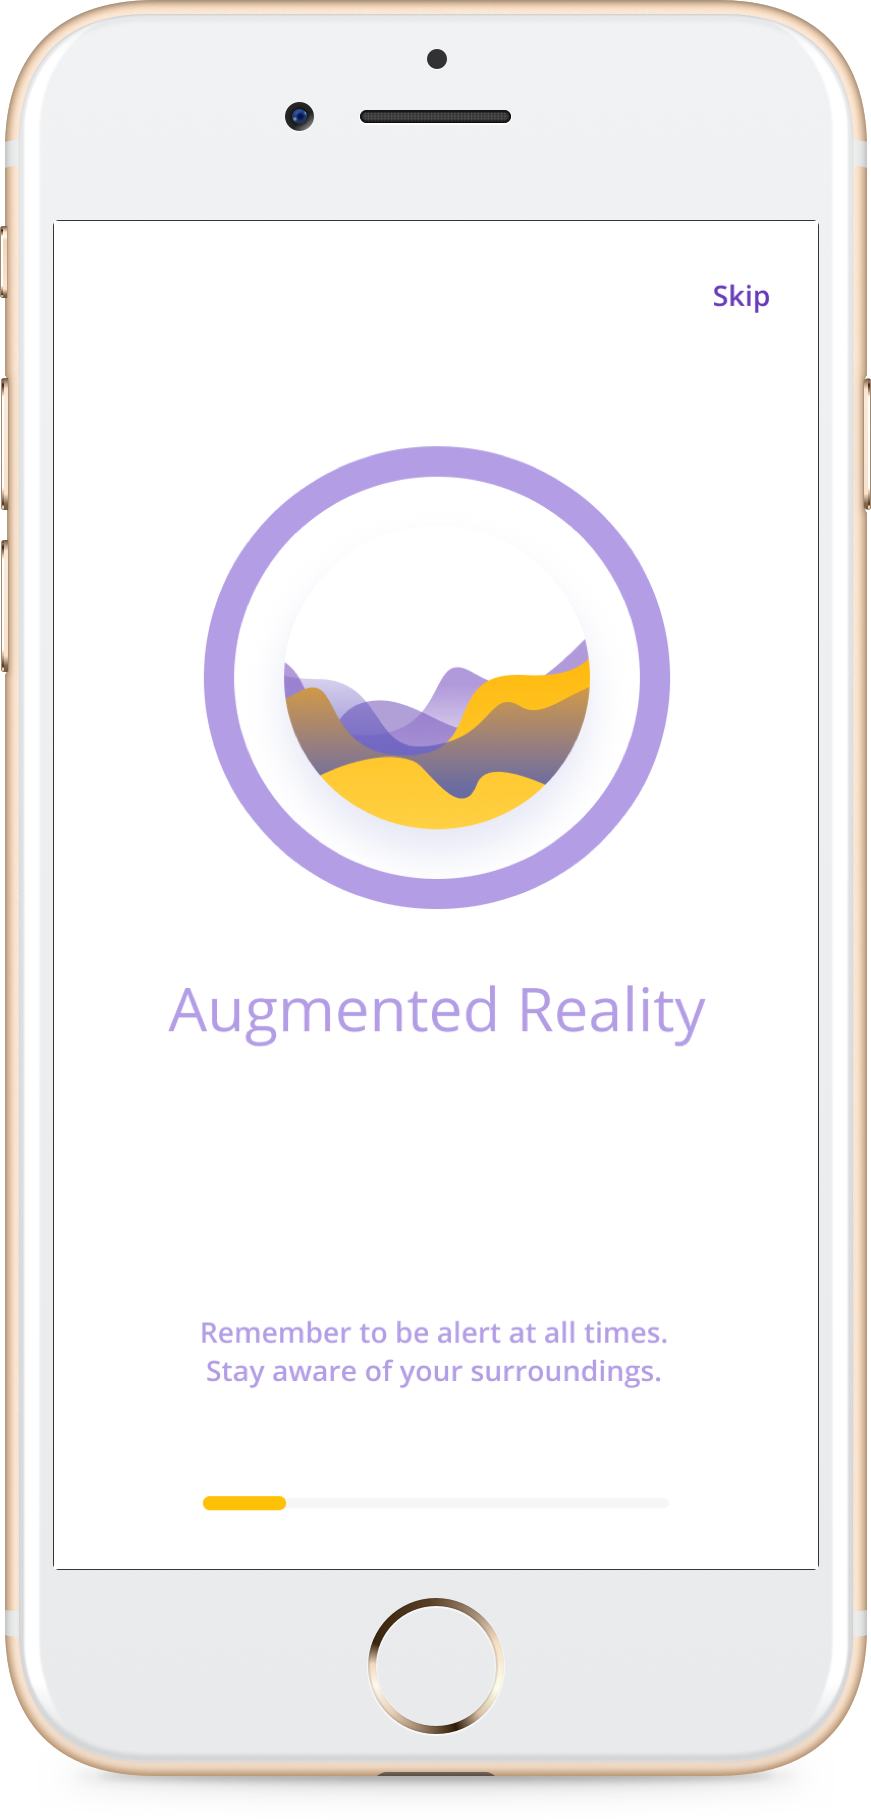 Skip
Augmented Reality
Remember to be alert at all times.
Stay aware of your surroundings.